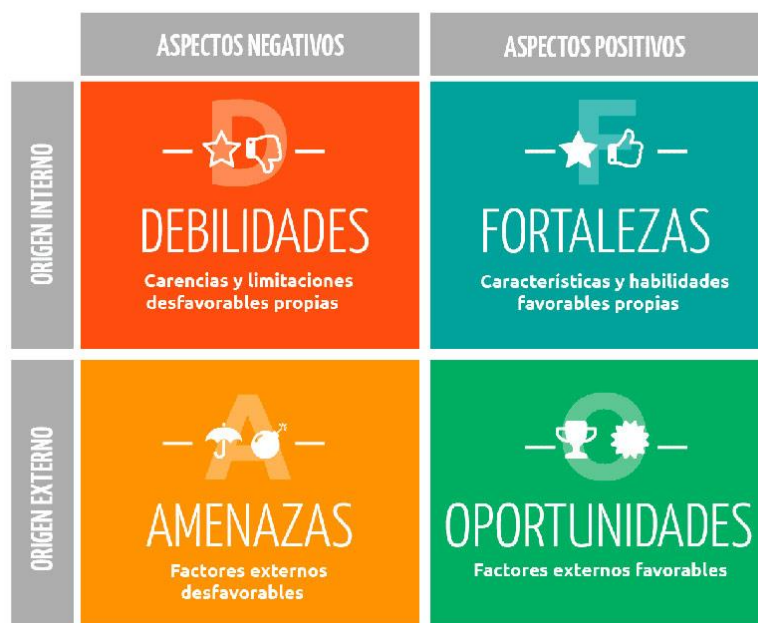 ASPECTOS NEGATIVOS
ASPECTOS POSITIVOS
ORIGEN INTERNO
D
DEBILIDADES
Carencias y limitaciones
desfavorables propias
F
FORTALEZAS
Característicias y habilidades
favorables propias
ORIGEN EXTERNO
A
AMENAZAS
Factores externos
desfavorables
O
OPORTUNIDADES
Factores externos favorables